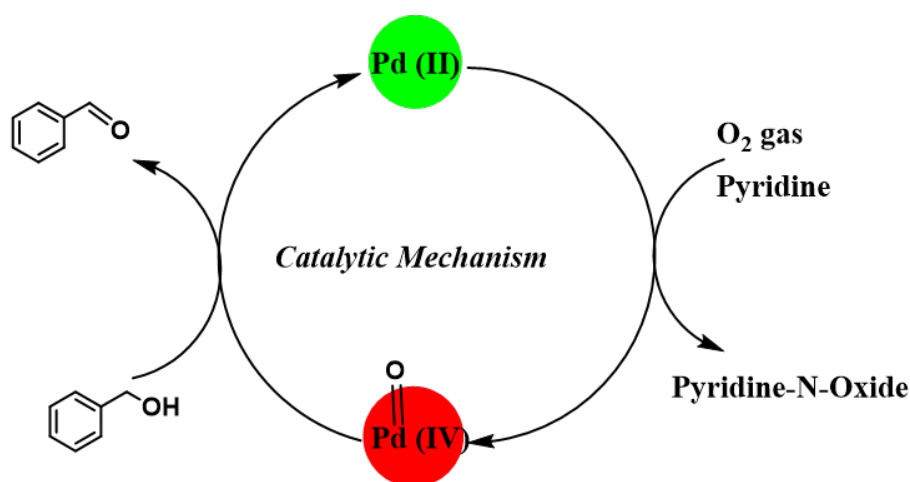 Pd (II)
O
O₂ gas
Pyridine
Catalytic Mechanism
O
OH
Pyridine-N-Oxide
Pd (IV)